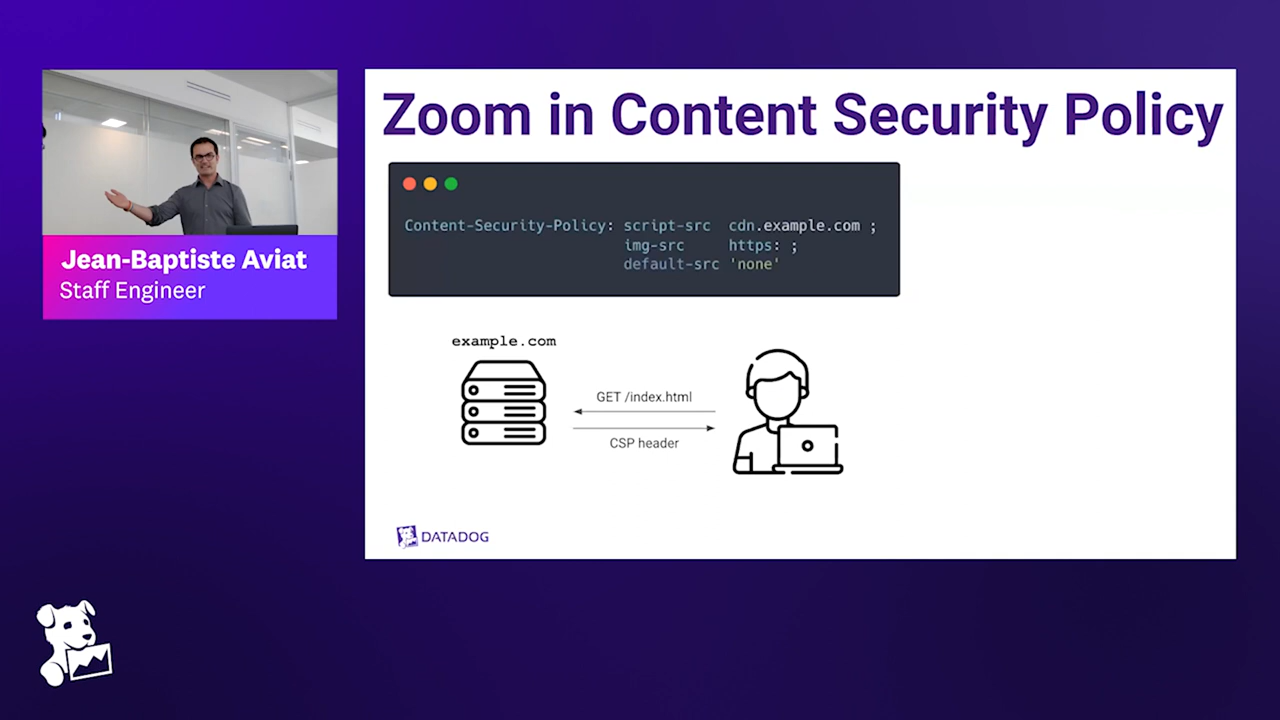 Zoom in Content Security Policy
Content-Security-Policy: script-src cdn.example.com ;
img-src https: ;
default-src 'none'
Jean-Baptiste Aviat
Staff Engineer
example.com
GET /index.html
CSP header
DATADOG